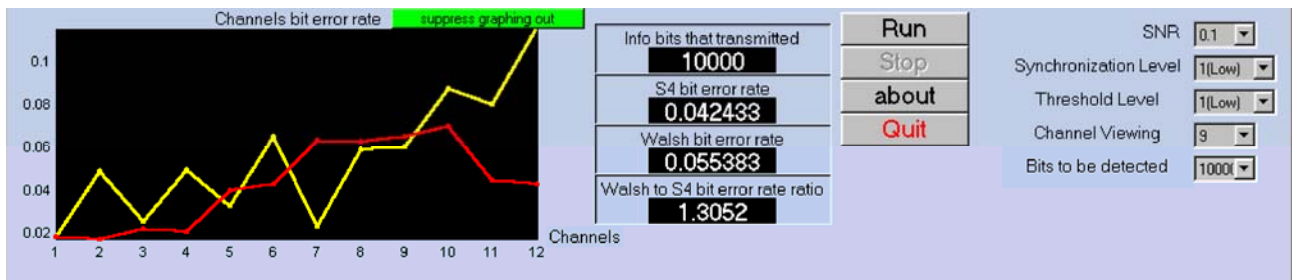 Channels bit error rate
suppress graphing out
0.1
0.08
0.06
0.04
0.02
1 2 3 4 5 6 7 8 9 10 11 12
Channels
Info bits that transmitted
10000
S4 bit error rate
0.042433
Walsh bit error rate
0.055383
Walsh to S4 bit error rate ratio
1.3052
Run
Stop
about
Quit
SNR 0.1
Synchronization Level 1(Low)
Threshold Level 1(Low)
Channel Viewing 9
Bits to be detected 1000(